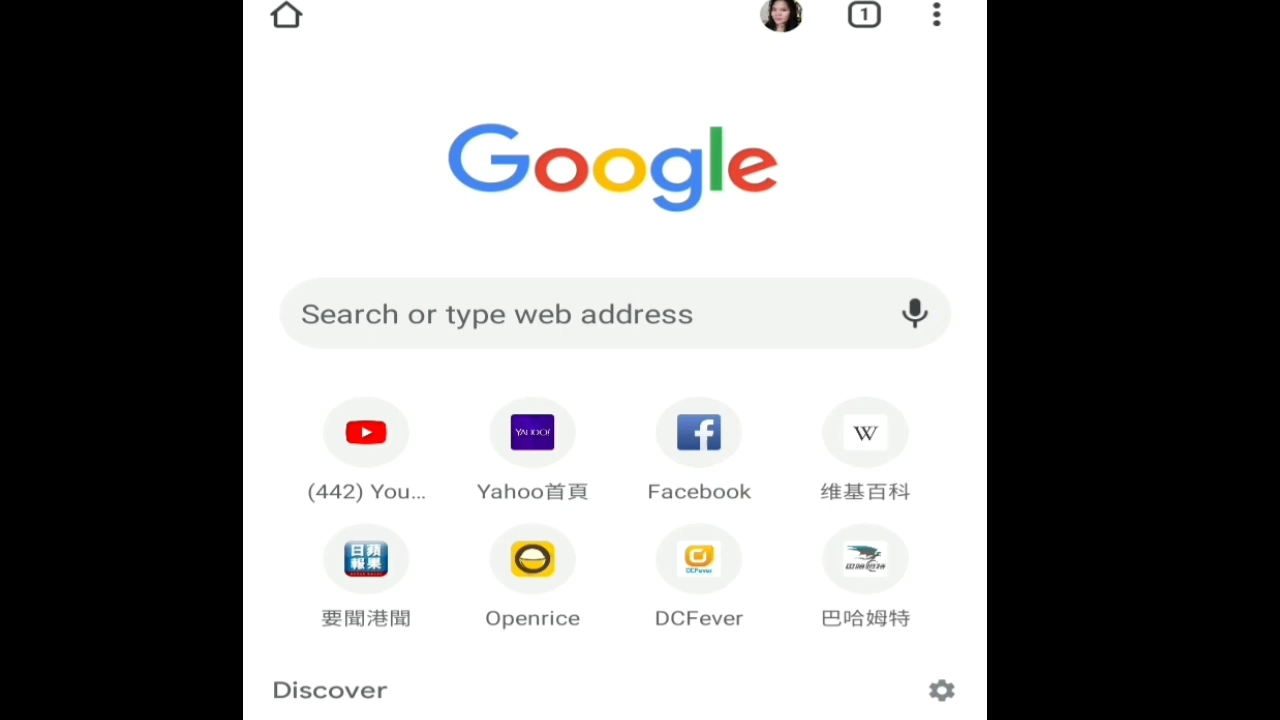 1
Google
Search or type web address
YAHOO!
f
W
(442) You...
Yahoo首頁
Facebook
维基百科
日蘋
報果
DCFever
要聞港聞
Openrice
DCFever
巴哈姆特
Discover